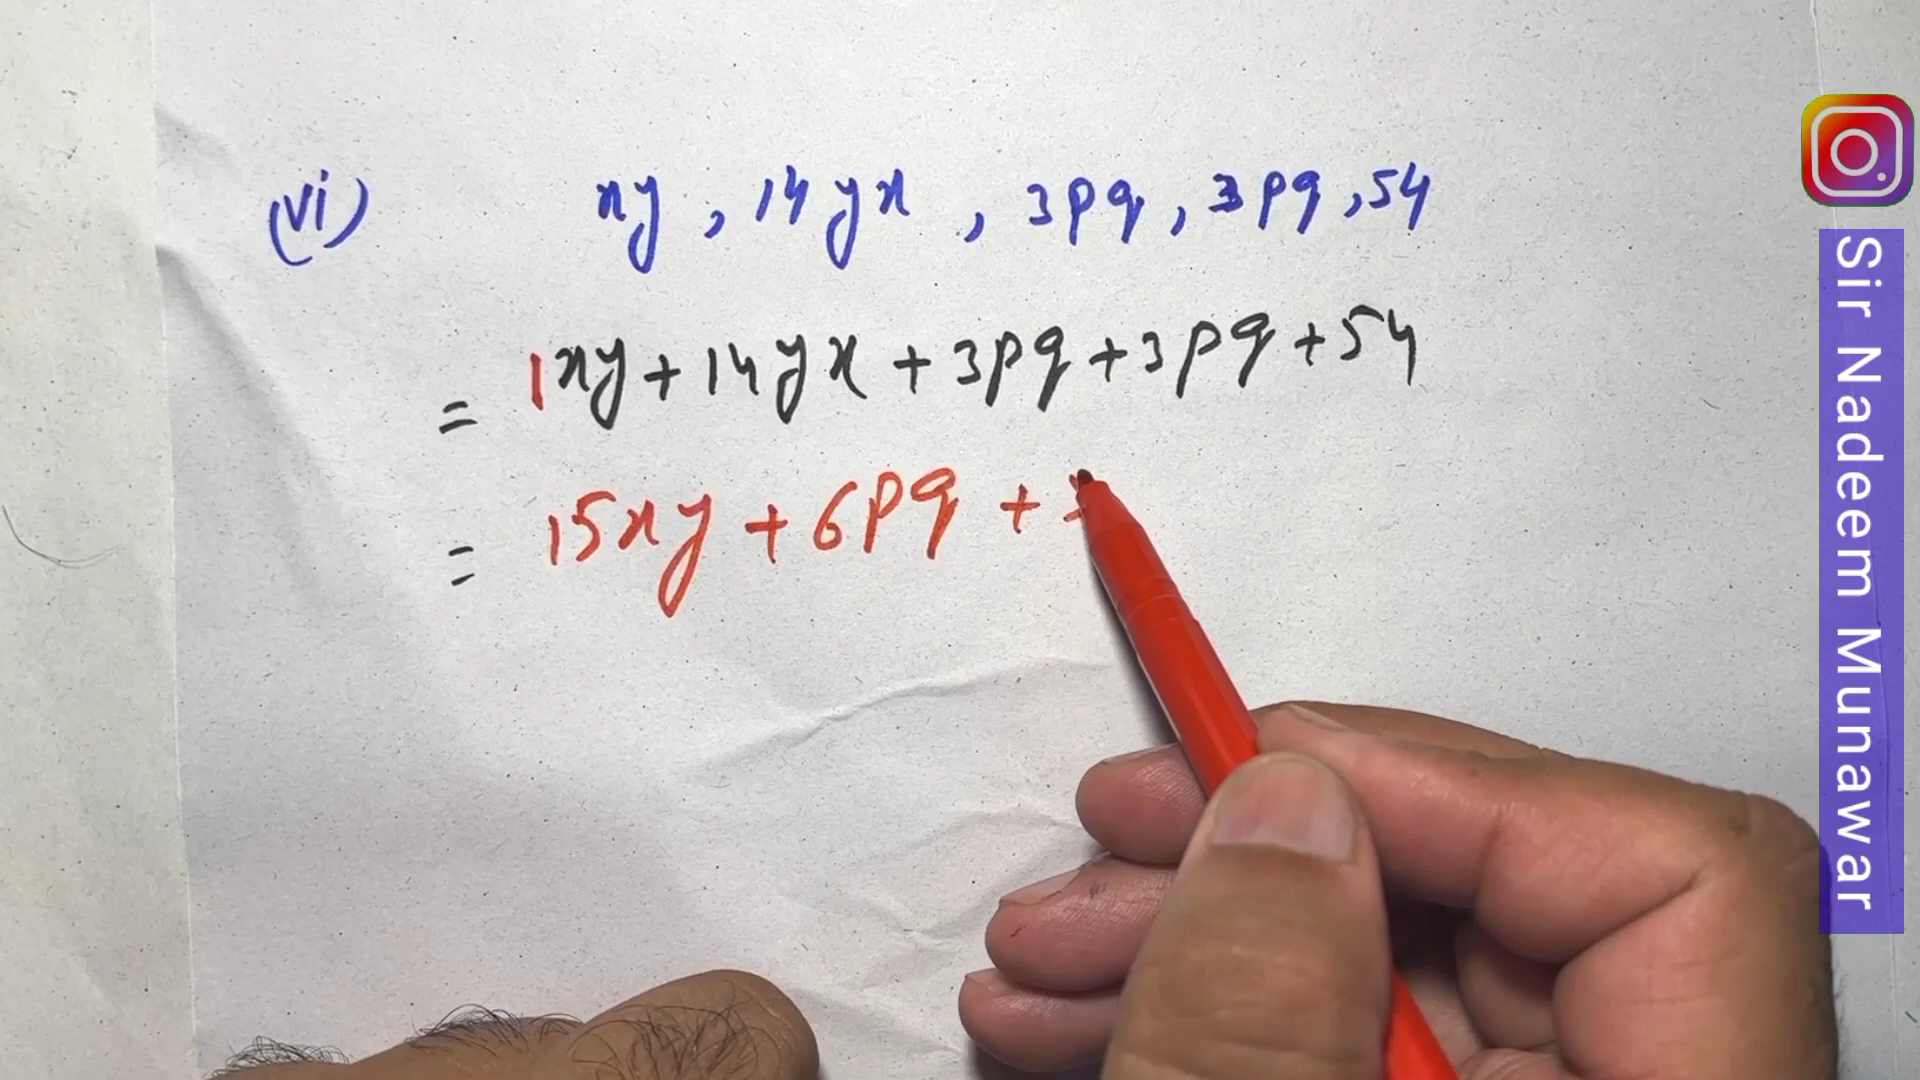 (vi) xy, 14yx, 3pq, 3pq, 54
= 1xy + 14yx + 3pq + 3pq + 54
= 15xy + 6pq +
Sir Nadeem Munawar